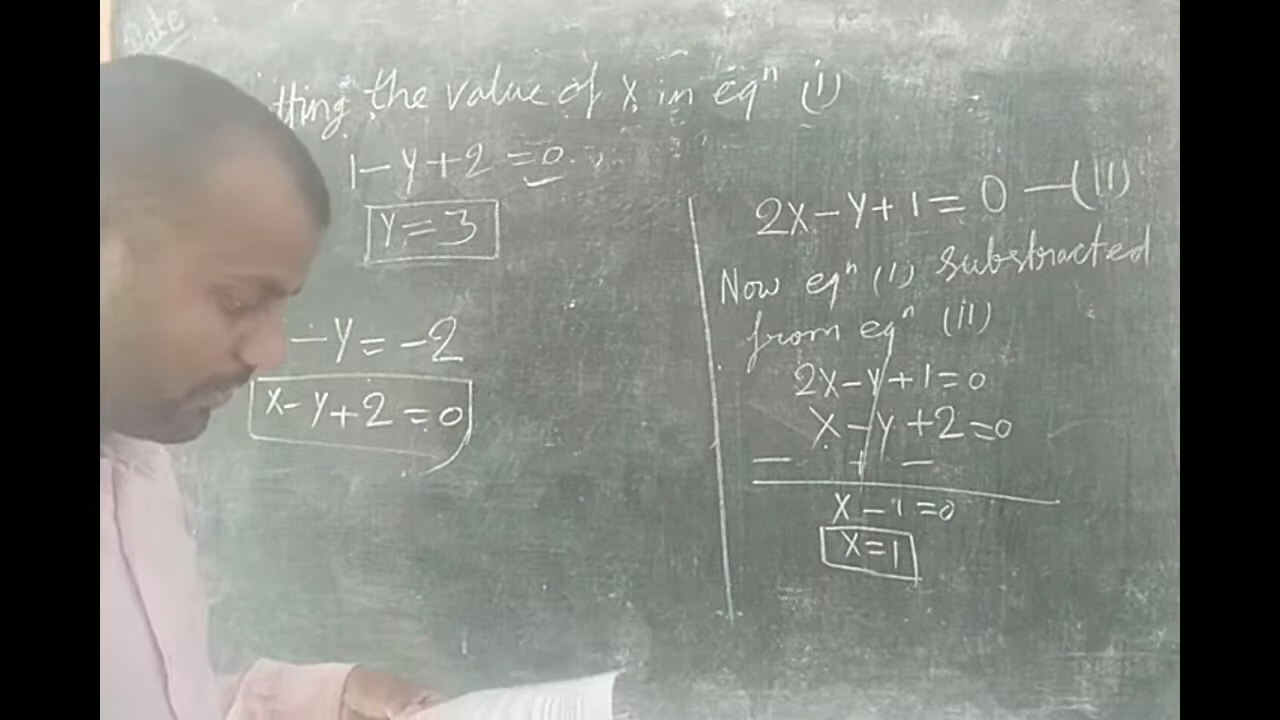 Date
tting the value of x in eqⁿ (i)
1 - y + 2 = 0
y = 3
- y = -2
x - y + 2 = 0
2x - y + 1 = 0 — (ii)
Now eqⁿ (i) substracted
from eqⁿ (ii)
2x - y + 1 = 0
x - y + 2 = 0
- + -
x - 1 = 0
x = 1